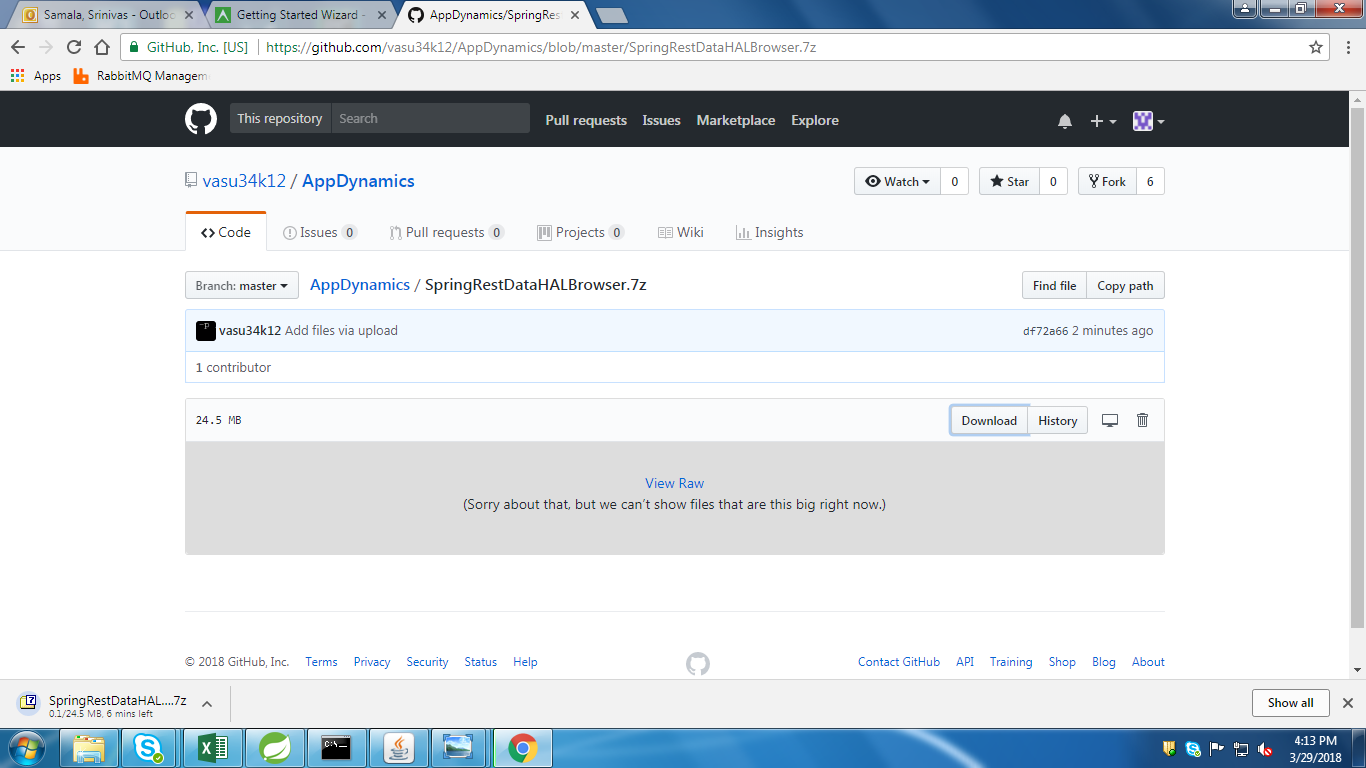 Samala, Srinivas - Outloo
Getting Started Wizard -
AppDynamics/SpringRes
GitHub, Inc. [US] https://github.com/vasu34k12/AppDynamics/blob/master/SpringRestDataHALBrowser.7z
Apps RabbitMQ Managem
This repository Search Pull requests Issues Marketplace Explore
vasu34k12 / AppDynamics
Watch 0 Star 0 Fork 6
Code Issues 0 Pull requests 0 Projects 0 Wiki Insights
Branch: master AppDynamics / SpringRestDataHALBrowser.7z Find file Copy path
vasu34k12 Add files via upload df72a66 2 minutes ago
1 contributor
24.5 MB Download History
View Raw
(Sorry about that, but we can't show files that are this big right now.)
© 2018 GitHub, Inc. Terms Privacy Security Status Help Contact GitHub API Training Shop Blog About
SpringRestDataHAL....7z
0.1/24.5 MB, 6 mins left
Show all
C:\
4:13 PM
3/29/2018